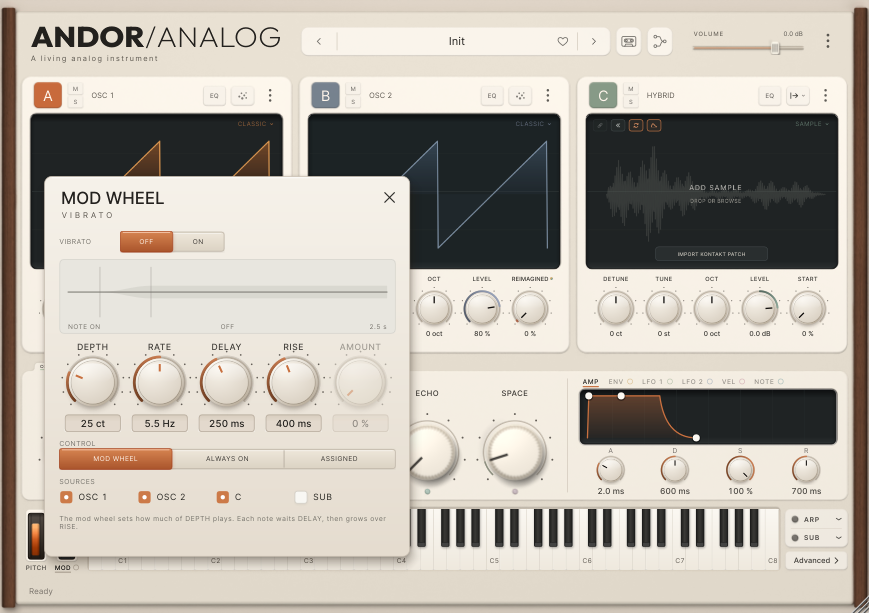 ANDOR/ANALOG
A living analog instrument
Init
VOLUME 0.0 dB
A M S OSC 1 EQ
CLASSIC
B M S OSC 2 EQ
CLASSIC
C M S HYBRID EQ
SAMPLE
ADD SAMPLE
DROP OR BROWSE
IMPORT KONTAKT PATCH
OCT LEVEL REIMAGINED
0 oct 80 % 0 %
DETUNE TUNE OCT LEVEL START
0 ct 0 st 0 oct 0.0 dB 0 %
MOD WHEEL
VIBRATO
VIBRATO OFF ON
NOTE ON OFF 2.5 s
DEPTH RATE DELAY RISE AMOUNT
25 ct 5.5 Hz 250 ms 400 ms 0 %
CONTROL
MOD WHEEL ALWAYS ON ASSIGNED
SOURCES
OSC 1 OSC 2 C SUB
The mod wheel sets how much of DEPTH plays. Each note waits DELAY, then grows over
RISE.
ECHO SPACE
AMP ENV LFO 1 LFO 2 VEL NOTE
A D S R
2.0 ms 600 ms 100 % 700 ms
C1 C2 C3 C4 C5 C6 C7 C8
PITCH MOD
ARP
SUB
Advanced
Ready